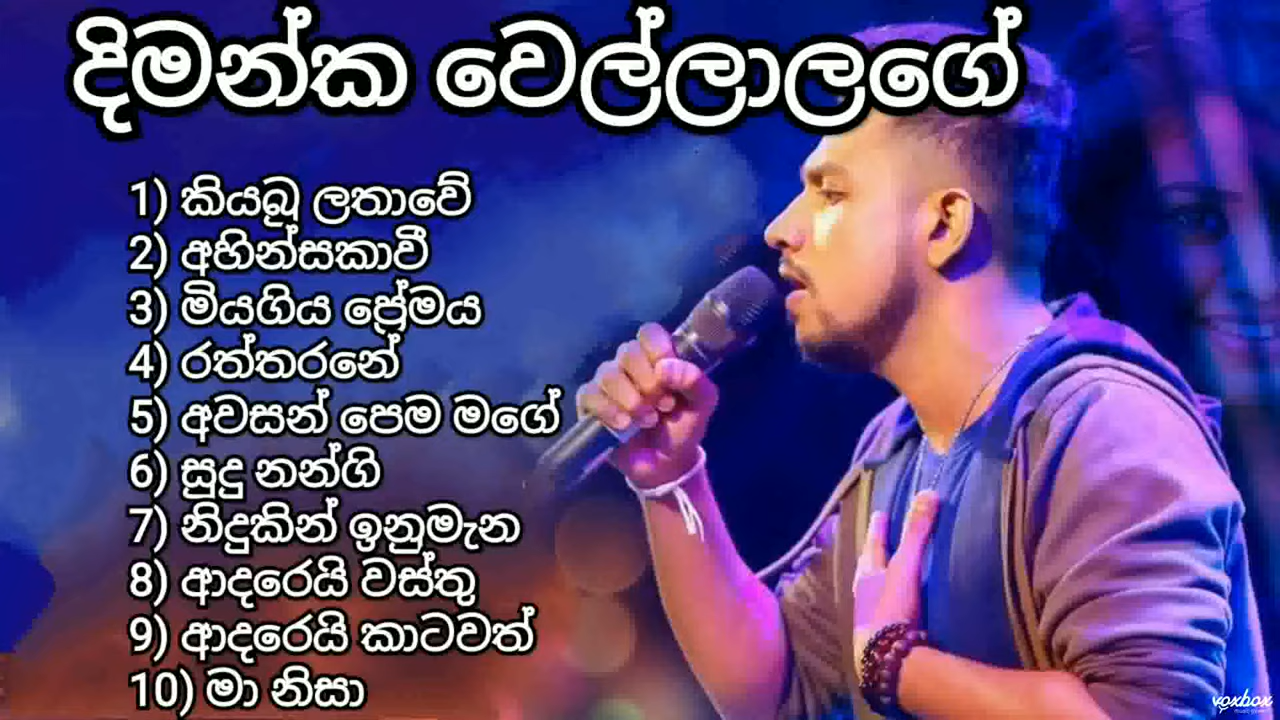 දිමන්ක වෙල්ලාලගේ
1) කියබු ලතාවේ
2) අහින්සකාවී
3) මියගිය ප්‍රේමය
4) රත්තරනේ
5) අවසන් පෙම මගේ
6) සුදු නන්ගි
7) නිදුකින් ඉනුමැන
8) ආදරෙයි වස්තු
9) ආදරෙයි කාටවත්
10) මා නිසා
voxbox